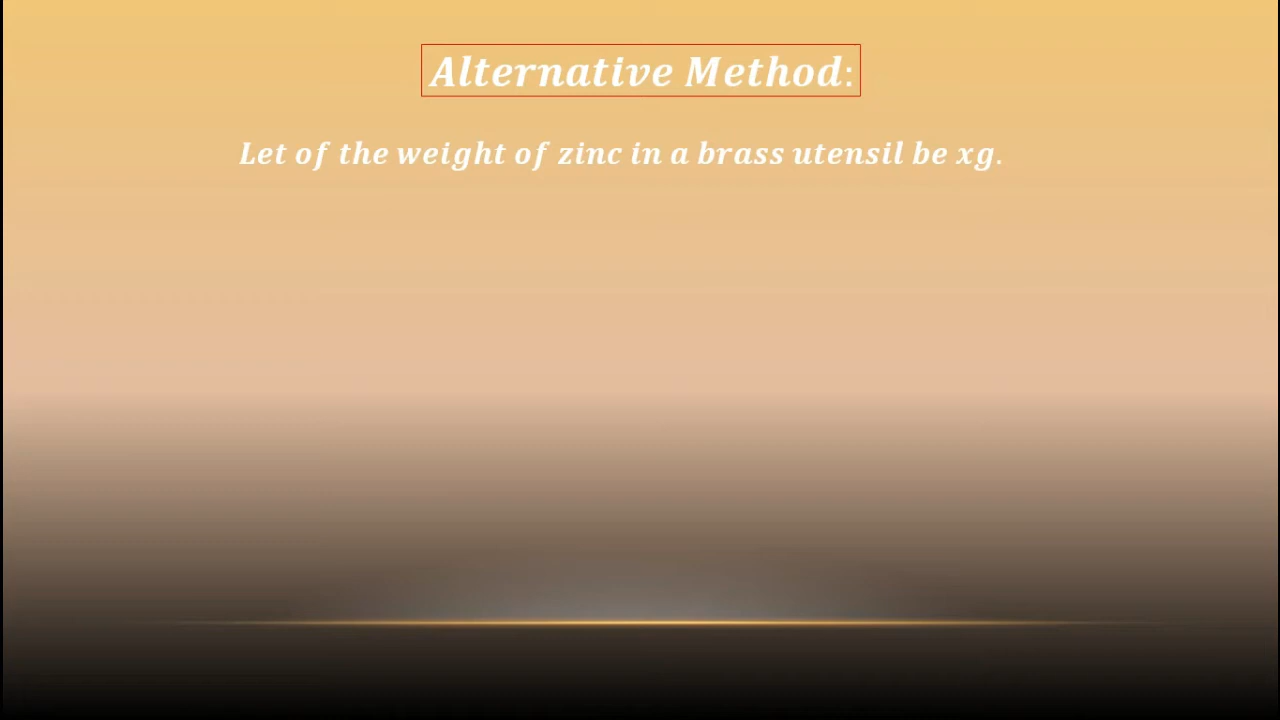 Alternative Method:
Let of the weight of zinc in a brass utensil be xg.